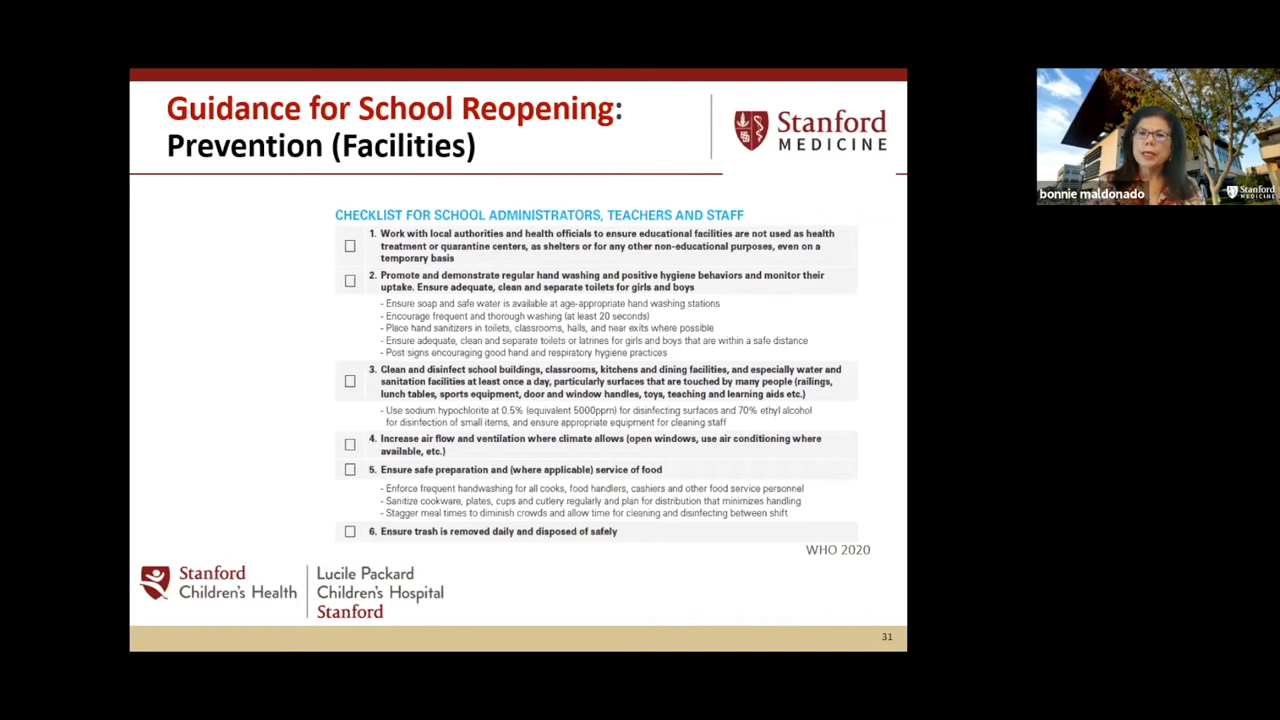 Guidance for School Reopening:
Prevention (Facilities)
Stanford
MEDICINE
bonnie maldonado
Stanford
MEDICINE
CHECKLIST FOR SCHOOL ADMINISTRATORS, TEACHERS AND STAFF
1. Work with local authorities and health officials to ensure educational facilities are not used as health
treatment or quarantine centers, as shelters or for any other non-educational purposes, even on a
temporary basis
2. Promote and demonstrate regular hand washing and positive hygiene behaviors and monitor their
uptake. Ensure adequate, clean and separate toilets for girls and boys
- Ensure soap and safe water is available at age-appropriate hand washing stations
- Encourage frequent and thorough washing (at least 20 seconds)
- Place hand sanitizers in toilets, classrooms, halls, and near exits where possible
- Ensure adequate, clean and separate toilets or latrines for girls and boys that are within a safe distance
- Post signs encouraging good hand and respiratory hygiene practices
3. Clean and disinfect school buildings, classrooms, kitchens and dining facilities, and especially water and
sanitation facilities at least once a day, particularly surfaces that are touched by many people (railings,
lunch tables, sports equipment, door and window handles, toys, teaching and learning aids etc.)
- Use sodium hypochlorite at 0.5% (equivalent 5000ppm) for disinfecting surfaces and 70% ethyl alcohol
for disinfection of small items, and ensure appropriate equipment for cleaning staff
4. Increase air flow and ventilation where climate allows (open windows, use air conditioning where
available, etc.)
5. Ensure safe preparation and (where applicable) service of food
- Enforce frequent handwashing for all cooks, food handlers, cashiers and other food service personnel
- Sanitize cookware, plates, cups and cutlery regularly and plan for distribution that minimizes handling
- Stagger meal times to diminish crowds and allow time for cleaning and disinfecting between shift
6. Ensure trash is removed daily and disposed of safely
WHO 2020
Stanford
Children's Health
Lucile Packard
Children's Hospital
Stanford
31